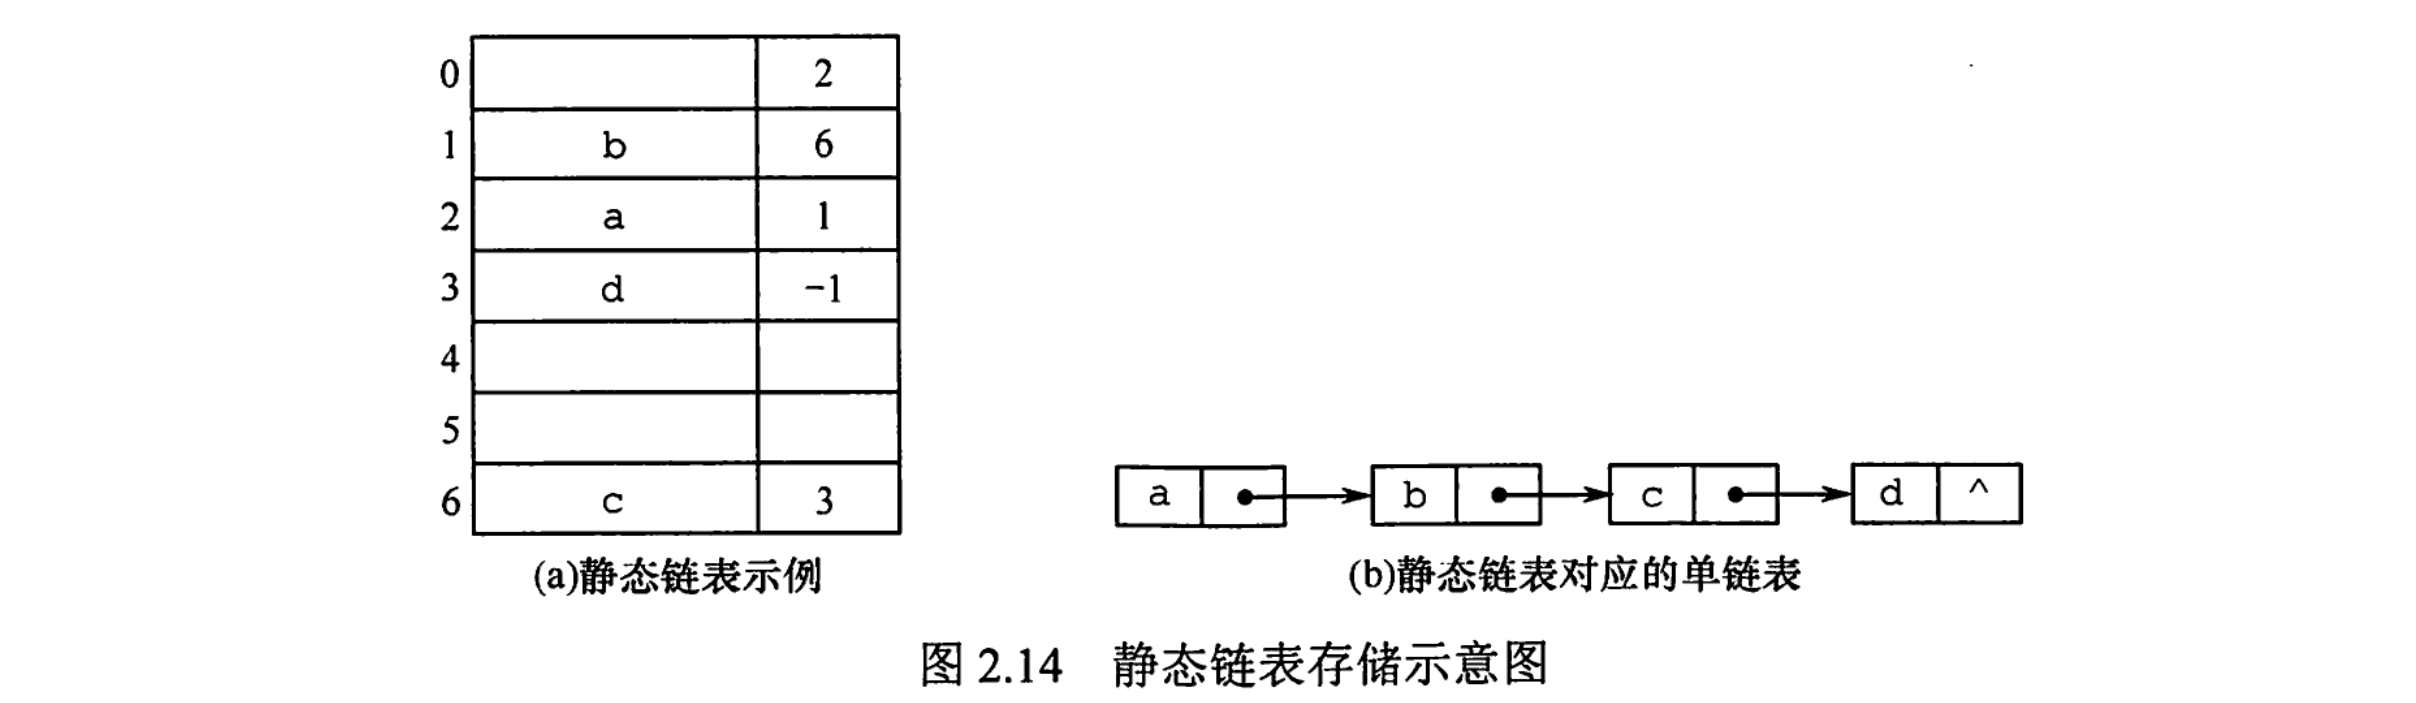 0 2
1 b 6
2 a 1
3 d -1
4
5
6 c 3
a b c d ^
(a)静态链表示例
(b)静态链表对应的单链表
图 2.14 静态链表存储示意图